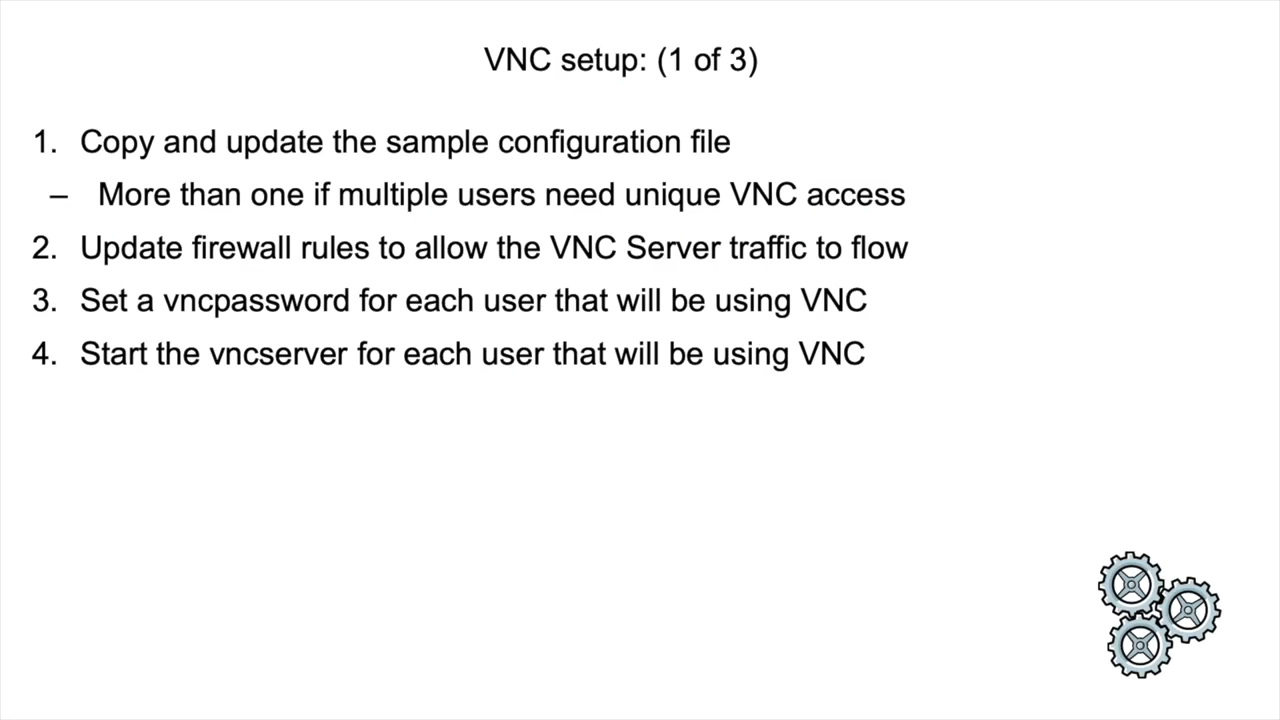 VNC setup: (1 of 3)
1. Copy and update the sample configuration file
– More than one if multiple users need unique VNC access
2. Update firewall rules to allow the VNC Server traffic to flow
3. Set a vncpassword for each user that will be using VNC
4. Start the vncserver for each user that will be using VNC